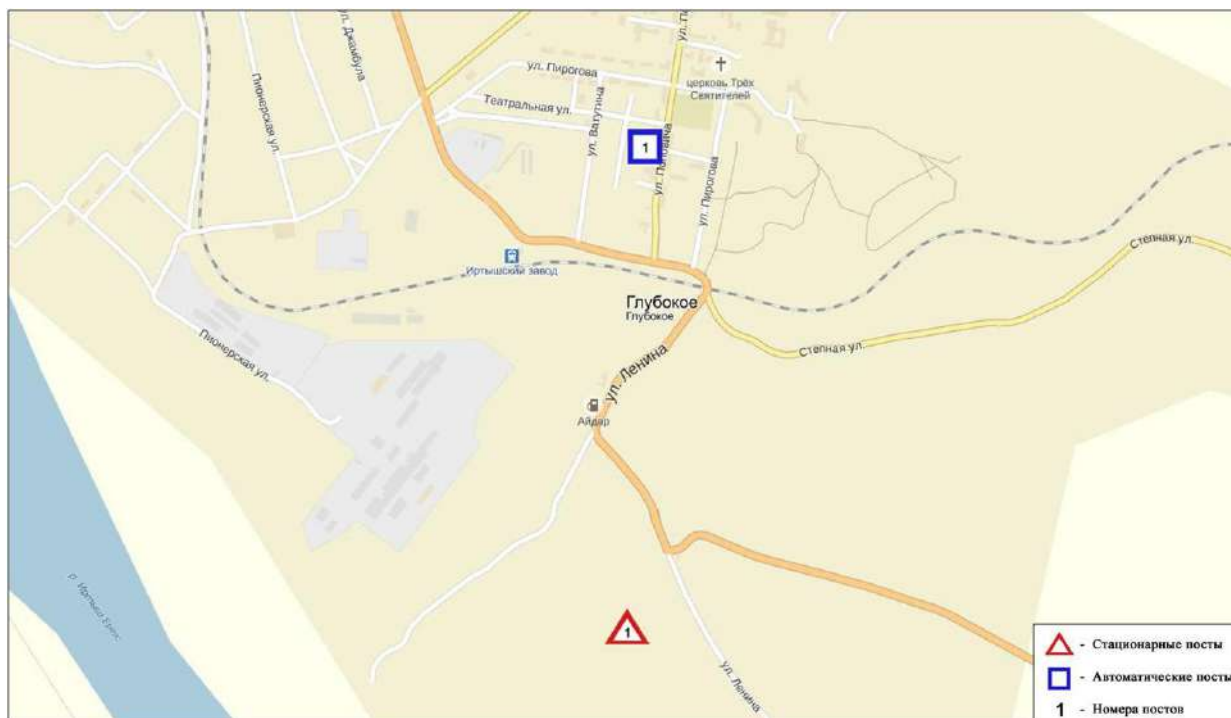 ул. Джамбула
Пионерская ул.
ул. Пирогова
Театральная ул.
ул. Ватутина
церковь Трёх
Святителей
1
ул. Поповича
ул. Пирогова
Степная ул.
Иртышский завод
Глубокое
Глубокое
Степная ул.
Пионерская ул.
ул. Ленина
Айдар
р. Иртыш
1
ул. Ленина
- Стационарные посты
- Автоматические посты
1 - Номера постов